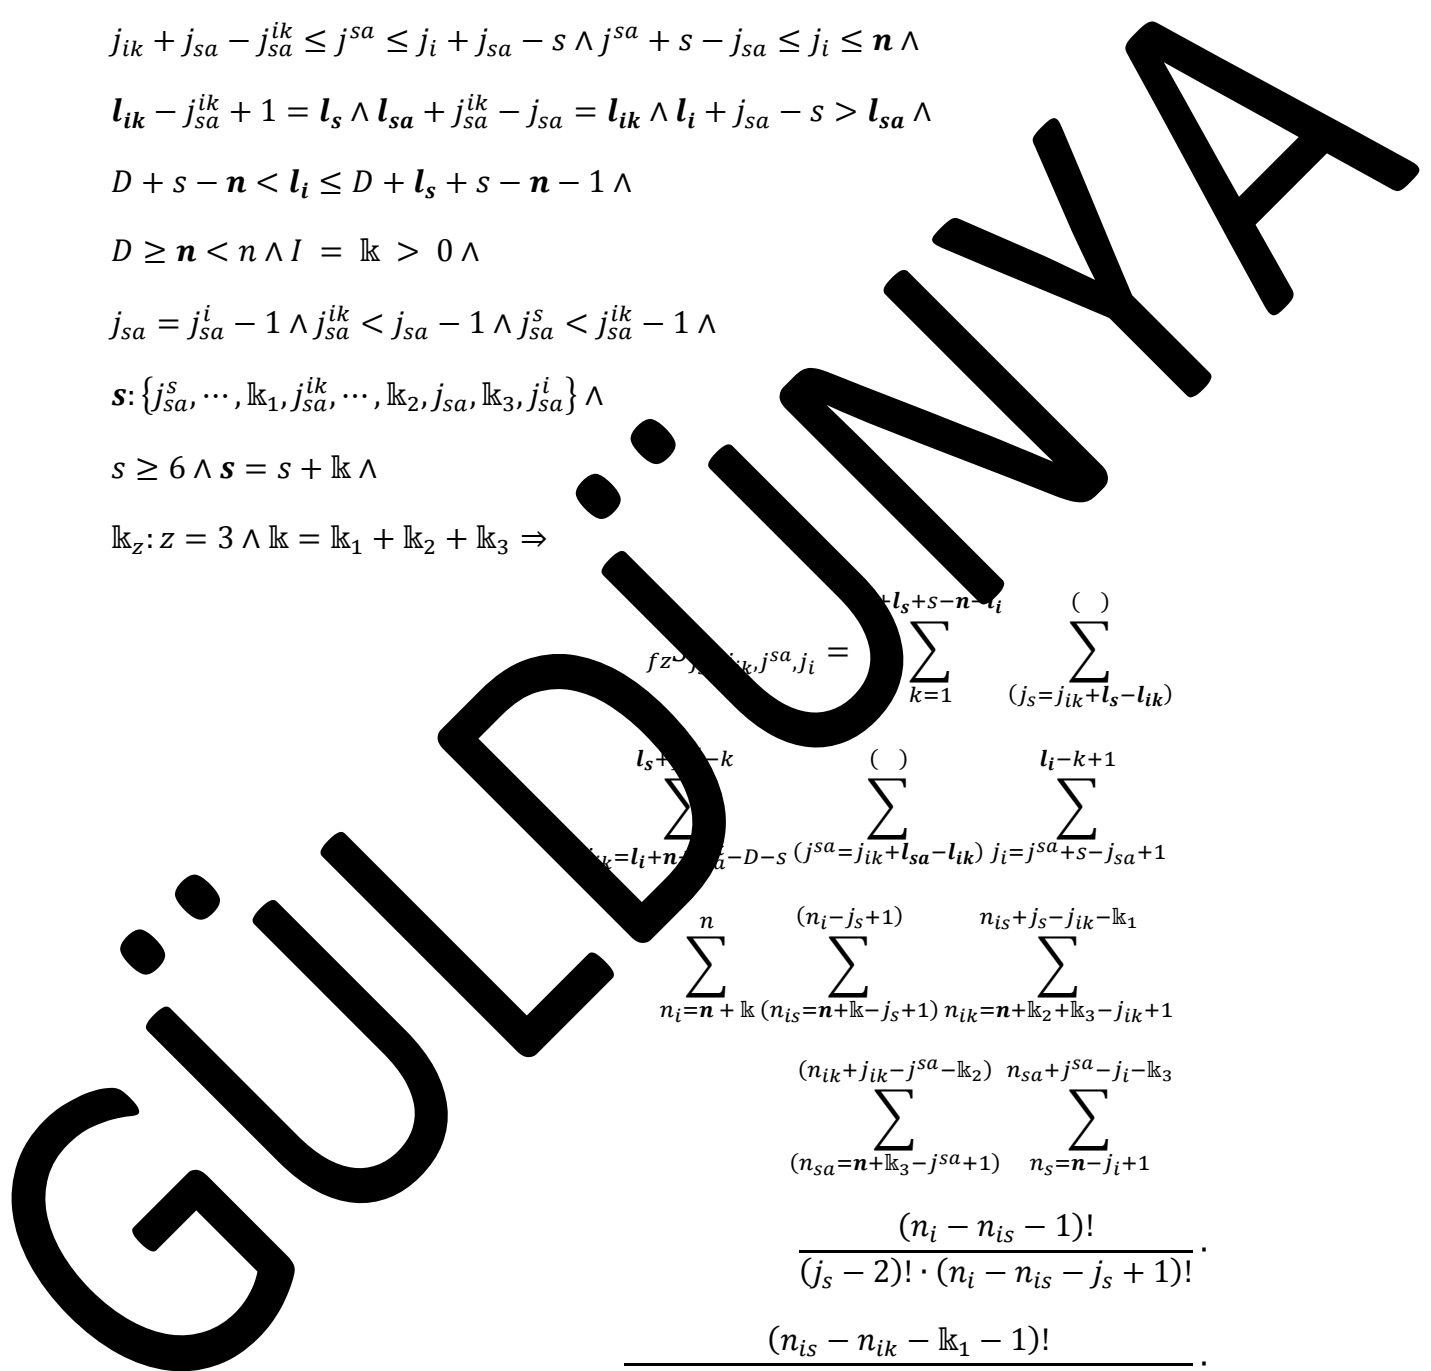 j_{ik} + j_{sa} − j_{sa}^{ik} ≤ j^{sa} ≤ j_i + j_{sa} − s ∧ j^{sa} + s − j_{sa} ≤ j_i ≤ n ∧
l_{ik} − j_{sa}^{ik} + 1 = l_s ∧ l_{sa} + j_{sa}^{ik} − j_{sa} = l_{ik} ∧ l_i + j_{sa} − s > l_{sa} ∧
D + s − n < l_i ≤ D + l_s + s − n − 1 ∧
D ≥ n < n ∧ I = 𝕜 > 0 ∧
j_{sa} = j_{sa}^{i} − 1 ∧ j_{sa}^{ik} < j_{sa} − 1 ∧ j_{sa}^{s} < j_{sa}^{ik} − 1 ∧
s: {j_{sa}^{s}, ⋯, 𝕜_1, j_{sa}^{ik}, ⋯, 𝕜_2, j_{sa}, 𝕜_3, j_{sa}^{i}} ∧
s ≥ 6 ∧ s = s + 𝕜 ∧
𝕜_z: z = 3 ∧ 𝕜 = 𝕜_1 + 𝕜_2 + 𝕜_3 ⇒
+l_s+s−n−l_i ( )
fz j^{sa},j_i = ∑ ∑
k=1 (j_s=j_{ik}+l_s−l_{ik})
l_s+ −k ( ) l_i−k+1
∑ ∑ ∑
=l_i+n −D−s (j^{sa}=j_{ik}+l_{sa}−l_{ik}) j_i=j^{sa}+s−j_{sa}+1
n (n_i−j_s+1) n_{is}+j_s−j_{ik}−𝕜_1
∑ ∑ ∑
n_i=n+𝕜 (n_{is}=n+𝕜−j_s+1) n_{ik}=n+𝕜_2+𝕜_3−j_{ik}+1
(n_{ik}+j_{ik}−j^{sa}−𝕜_2) n_{sa}+j^{sa}−j_i−𝕜_3
∑ ∑
(n_{sa}=n+𝕜_3−j^{sa}+1) n_s=n−j_i+1
(n_i − n_{is} − 1)!
(j_s − 2)! · (n_i − n_{is} − j_s + 1)! ·
(n_{is} − n_{ik} − 𝕜_1 − 1)! ·
GÜLDÜNYA